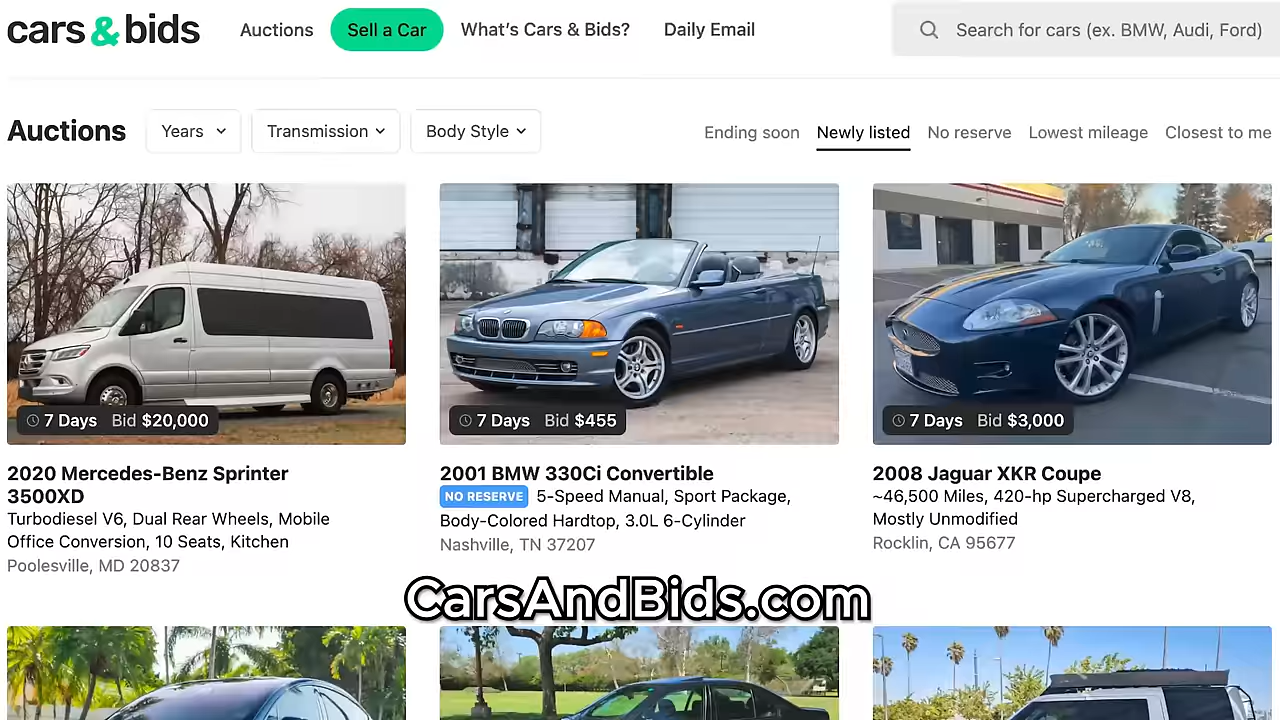 cars & bids
Auctions
Sell a Car
What's Cars & Bids?
Daily Email
Search for cars (ex. BMW, Audi, Ford)
Auctions
Years
Transmission
Body Style
Ending soon
Newly listed
No reserve
Lowest mileage
Closest to me
7 Days Bid $20,000
2020 Mercedes-Benz Sprinter
3500XD
Turbodiesel V6, Dual Rear Wheels, Mobile
Office Conversion, 10 Seats, Kitchen
Poolesville, MD 20837
7 Days Bid $455
2001 BMW 330Ci Convertible
NO RESERVE 5-Speed Manual, Sport Package,
Body-Colored Hardtop, 3.0L 6-Cylinder
Nashville, TN 37207
7 Days Bid $3,000
2008 Jaguar XKR Coupe
~46,500 Miles, 420-hp Supercharged V8,
Mostly Unmodified
Rocklin, CA 95677
CarsAndBids.com